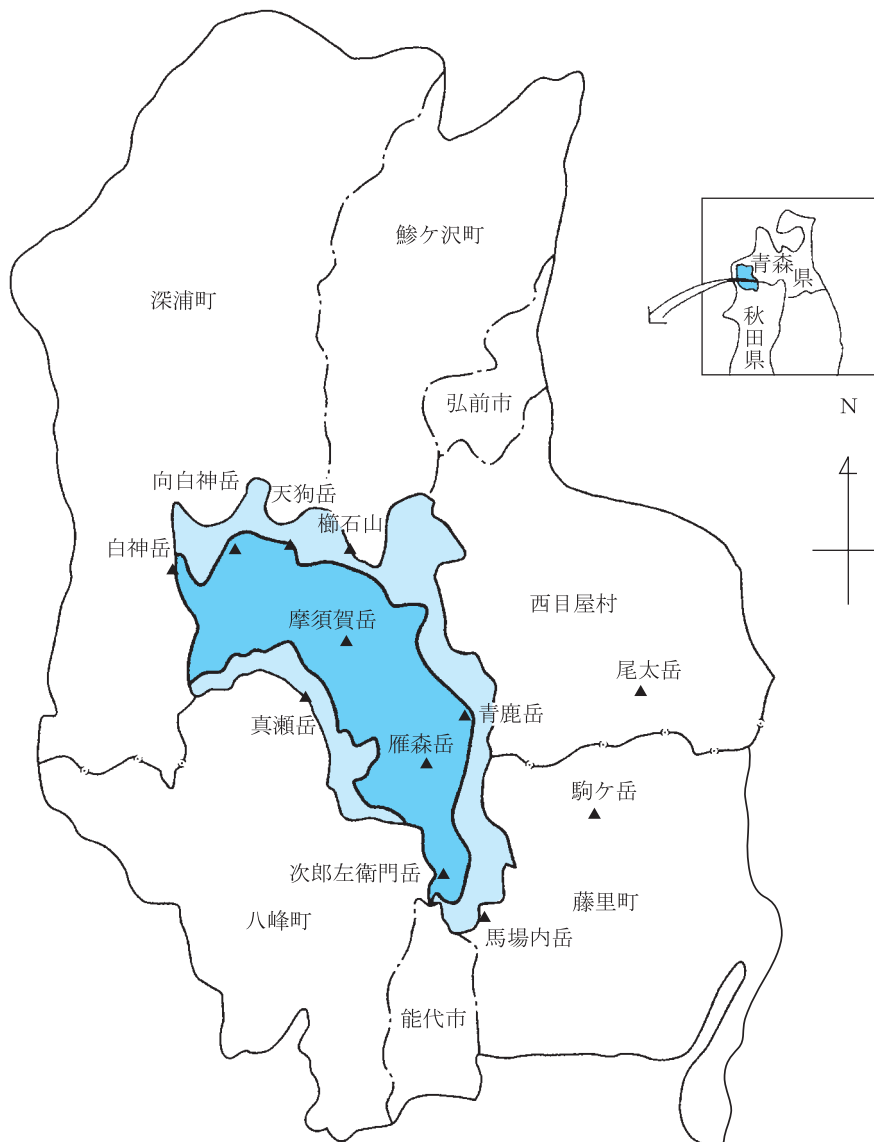 鰺ケ沢町
深浦町
青森県
秋田県
弘前市
N
向白神岳
天狗岳
櫛石山
白神岳
西目屋村
摩須賀岳
尾太岳
真瀬岳
青鹿岳
雁森岳
駒ケ岳
次郎左衛門岳
八峰町
藤里町
馬場内岳
能代市